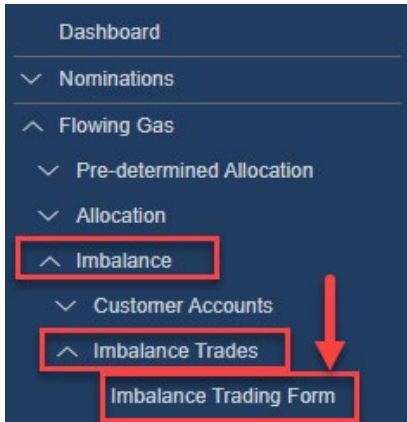 Dashboard
Nominations
Flowing Gas
Pre-determined Allocation
Allocation
Imbalance
Customer Accounts
Imbalance Trades
Imbalance Trading Form